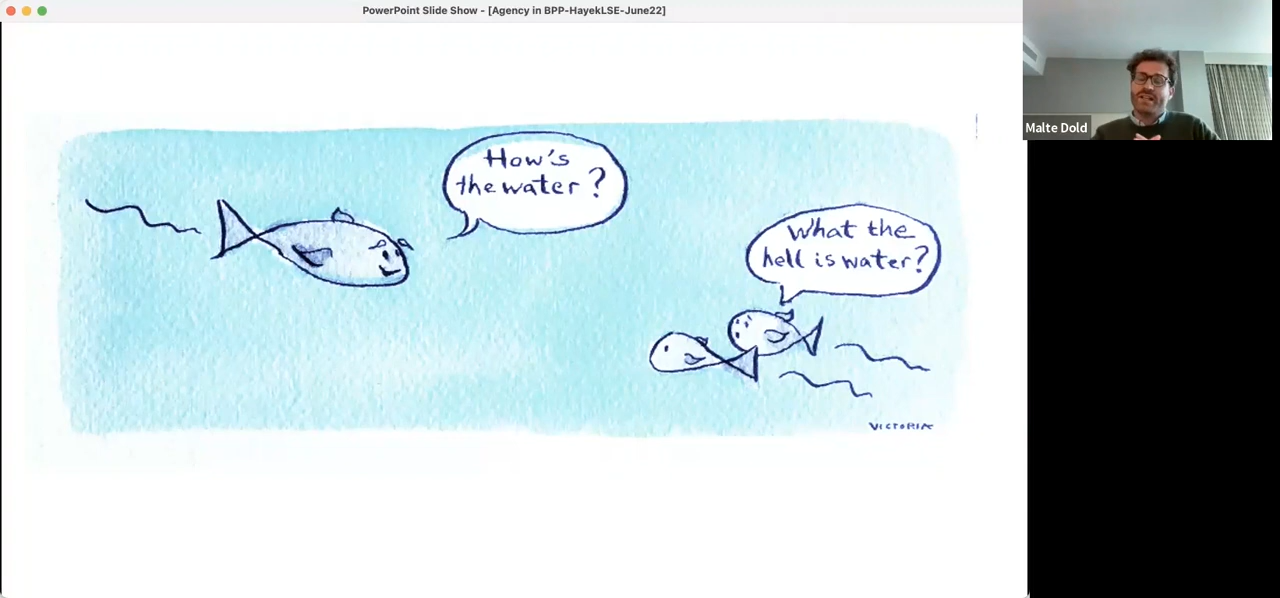 PowerPoint Slide Show - [Agency in BPP-HayekLSE-June22]
How's
the water?
What the
hell is water?
VICTORIA
Malte Dold